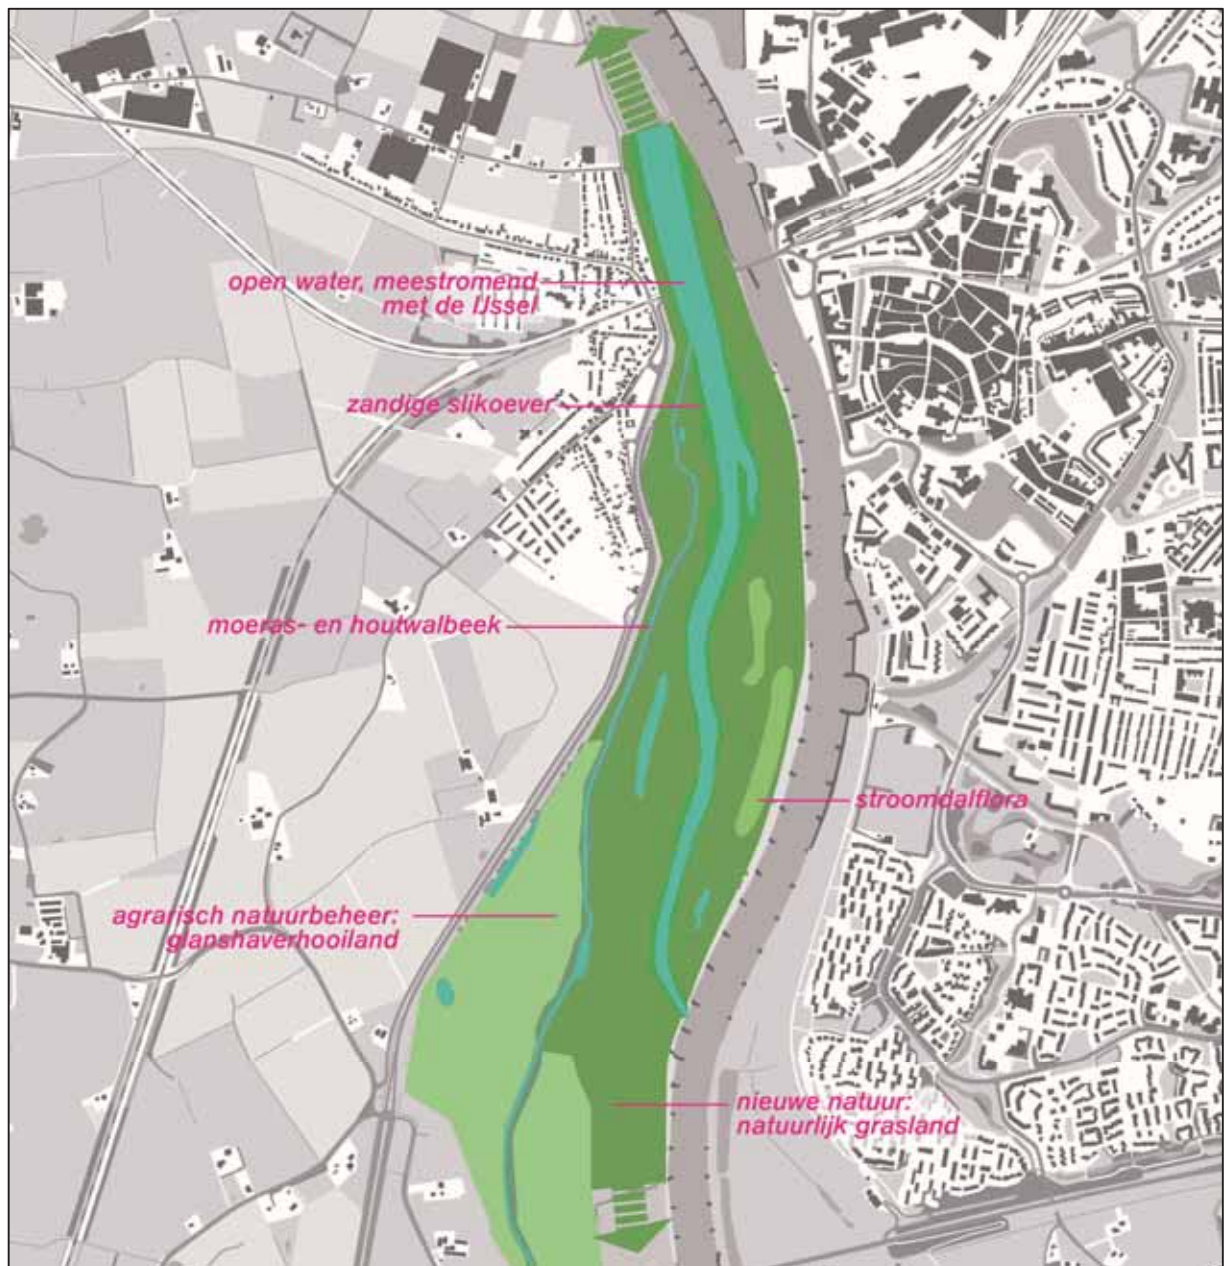 open water, meestromend
met de IJssel
zandige slikoever
moeras- en houtwalbeek
stroomdalflora
agrarisch natuurbeheer:
glanshaverhooiland
nieuwe natuur:
natuurlijk grasland